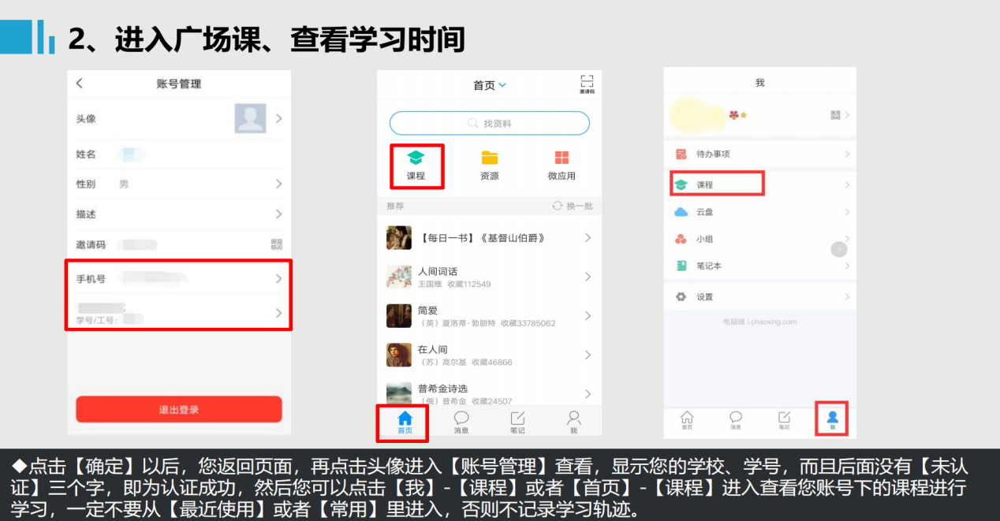 2、进入广场课、查看学习时间
账号管理
头像
姓名
性别 男
描述
邀请码
手机号
学号/工号：
退出登录
首页
邀请码
找资料
课程 资源 微应用
推荐 换一批
【每日一书】《基督山伯爵》
人间词话
王国维 收藏112549
简爱
（英）夏洛蒂·勃朗特 收藏33785062
在人间
（苏）高尔基 收藏46866
普希金诗选
（俄）普希金 收藏24507
首页 消息 笔记 我
我
待办事项
课程
云盘
小组
笔记本
设置
电脑端 i.chaoxing.com
首页 消息 笔记 我
◆点击【确定】以后，您返回页面，再点击头像进入【账号管理】查看，显示您的学校、学号，而且后面没有【未认
证】三个字，即为认证成功，然后您可以点击【我】-【课程】或者【首页】-【课程】进入查看您账号下的课程进行
学习，一定不要从【最近使用】或者【常用】里进入，否则不记录学习轨迹。